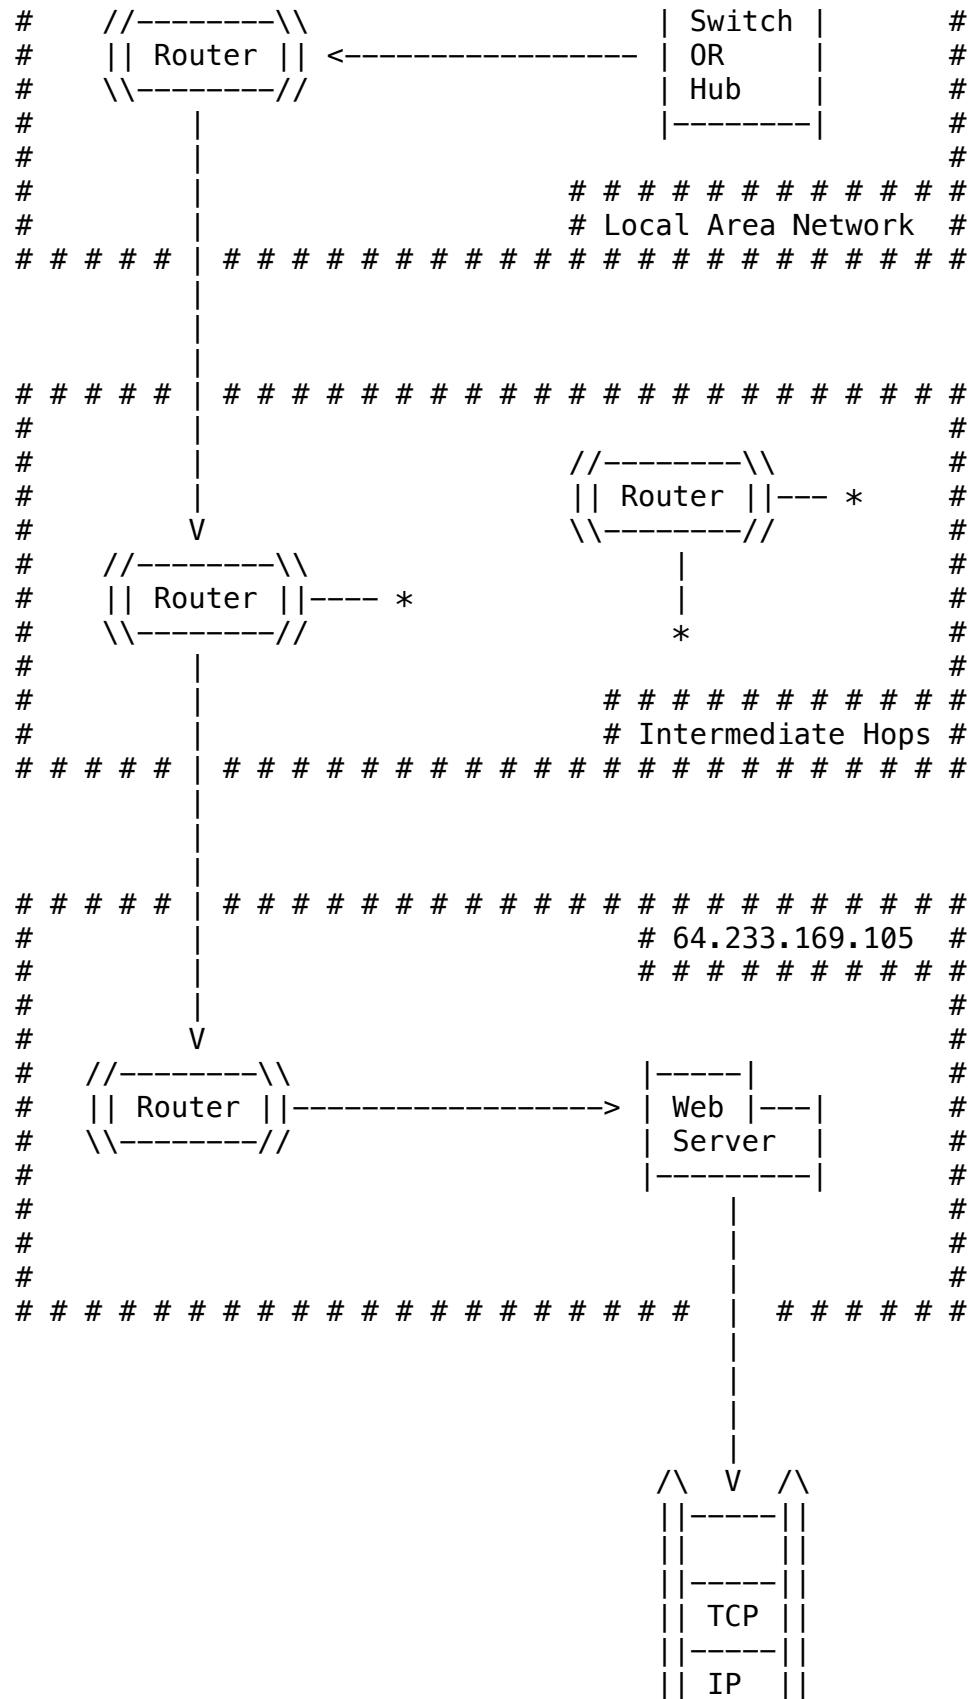 Switch
Router
OR
Hub
Local Area Network
Router
Router
Intermediate Hops
64.233.169.105
Router
Web
Server
V
TCP
IP